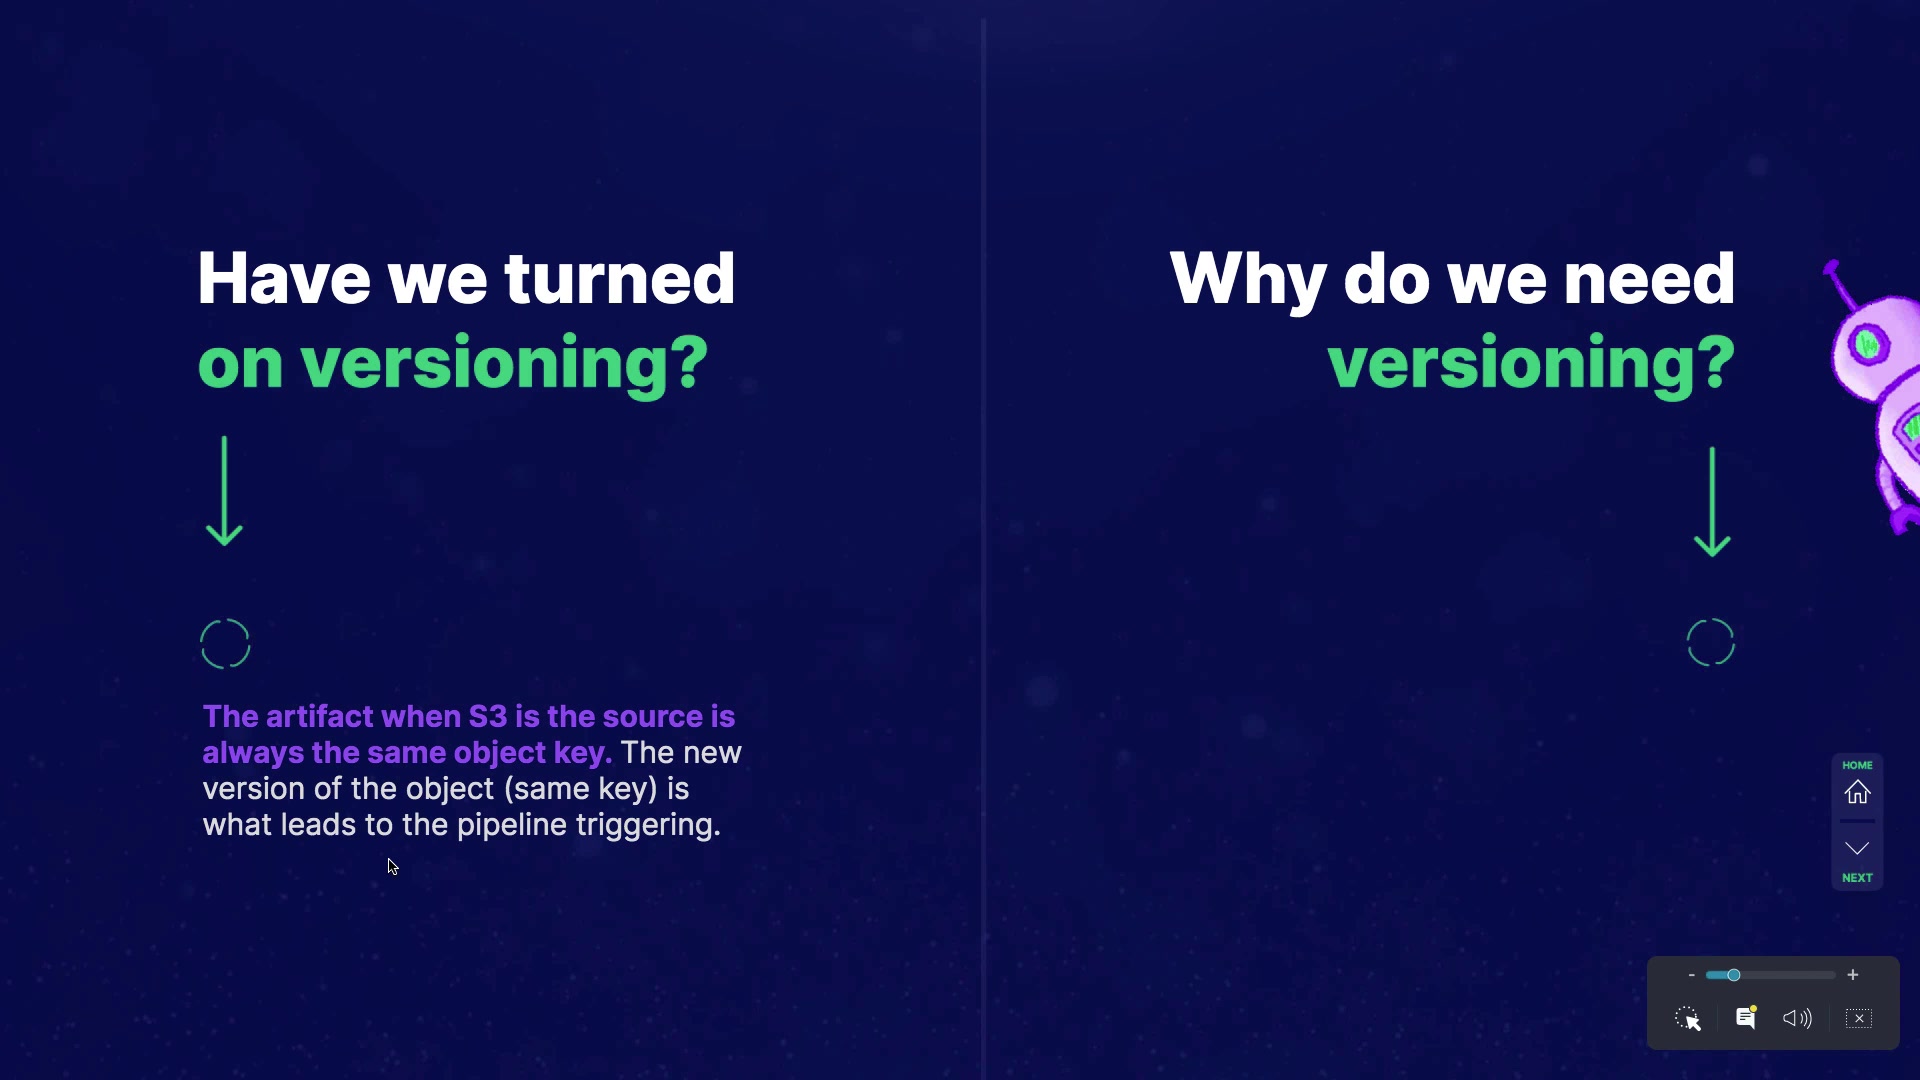 Have we turned
on versioning?
The artifact when S3 is the source is
always the same object key. The new
version of the object (same key) is
what leads to the pipeline triggering.
Why do we need
versioning?
HOME
NEXT
- +